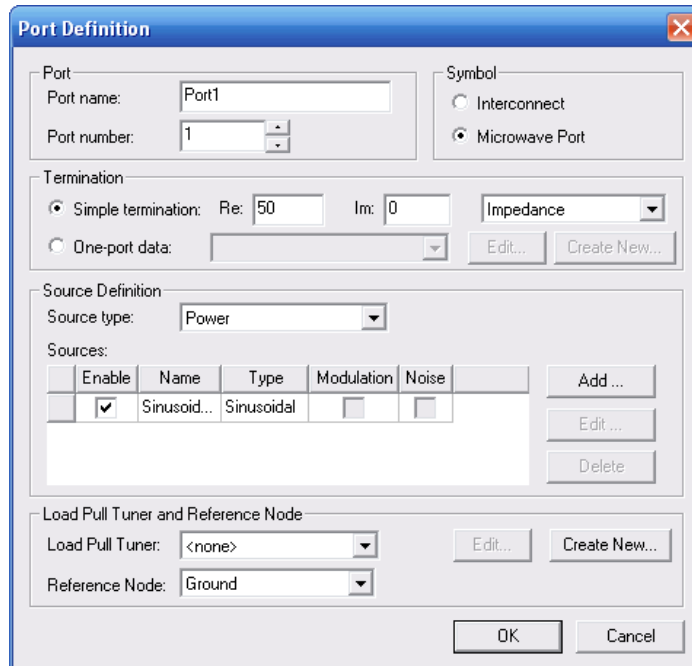 Port Definition
Port
Port name: Port1
Port number: 1
Symbol
Interconnect
Microwave Port
Termination
Simple termination: Re: 50 Im: 0 Impedance
One-port data: Edit... Create New...
Source Definition
Source type: Power
Sources:
Enable Name Type Modulation Noise
Sinusoid... Sinusoidal
Add ...
Edit ...
Delete
Load Pull Tuner and Reference Node
Load Pull Tuner: <none> Edit... Create New...
Reference Node: Ground
OK Cancel